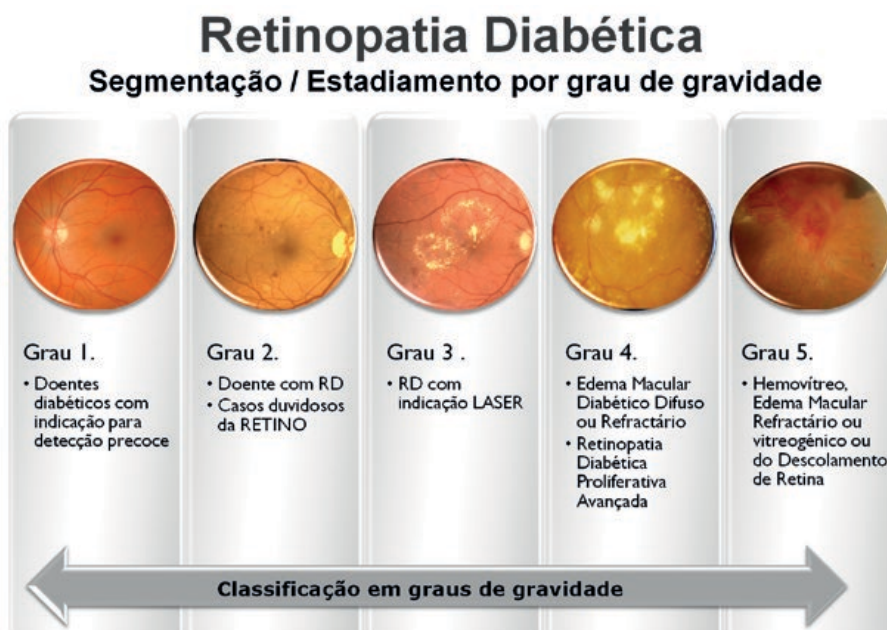 Retinopatia Diabética
Segmentação / Estadiamento por grau de gravidade
Grau 1.
• Doentes
diabéticos com
indicação para
detecção precoce
Grau 2.
• Doente com RD
• Casos duvidosos
da RETINO
Grau 3 .
• RD com
indicação LASER
Grau 4.
• Edema Macular
Diabético Difuso
ou Refractário
• Retinopatia
Diabética
Proliferativa
Avançada
Grau 5.
• Hemovítreo,
Edema Macular
Refractário ou
vitreogénico ou
do Descolamento
de Retina
Classificação em graus de gravidade